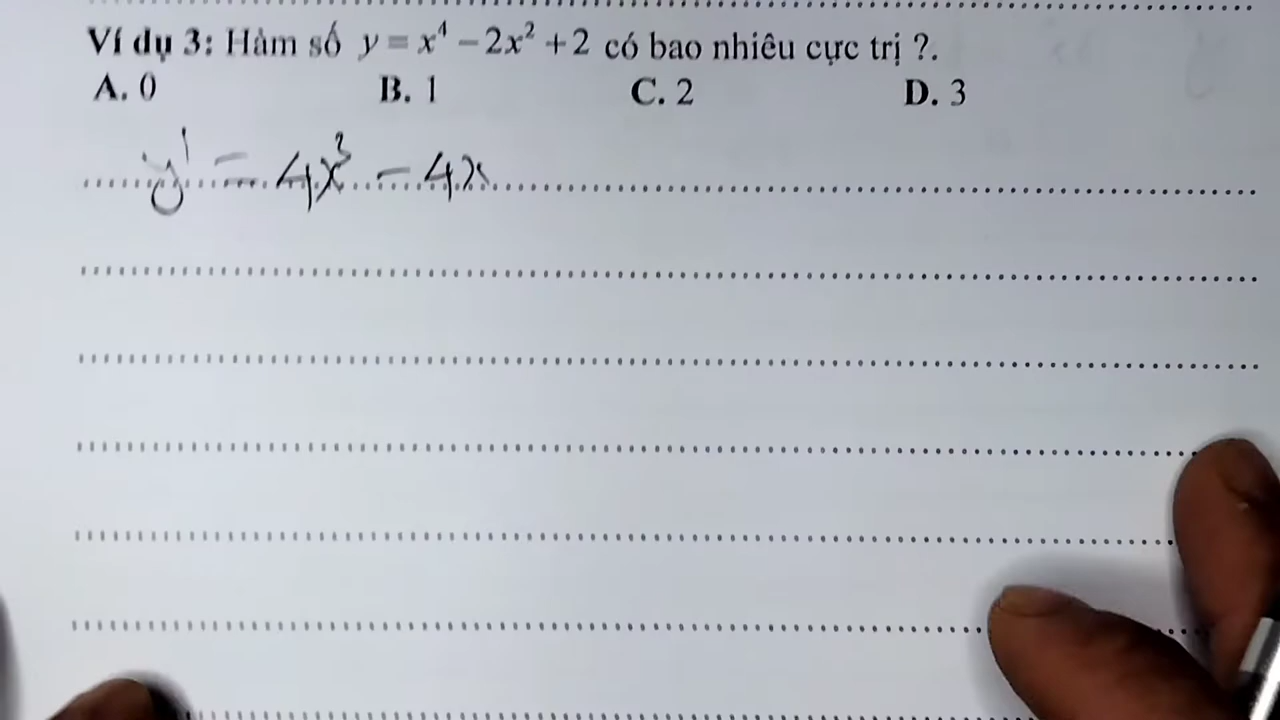 Ví dụ 3: Hàm số y = x⁴ − 2x² + 2 có bao nhiêu cực trị ?.
A. 0 B. 1 C. 2 D. 3
y' = 4x³ − 4x